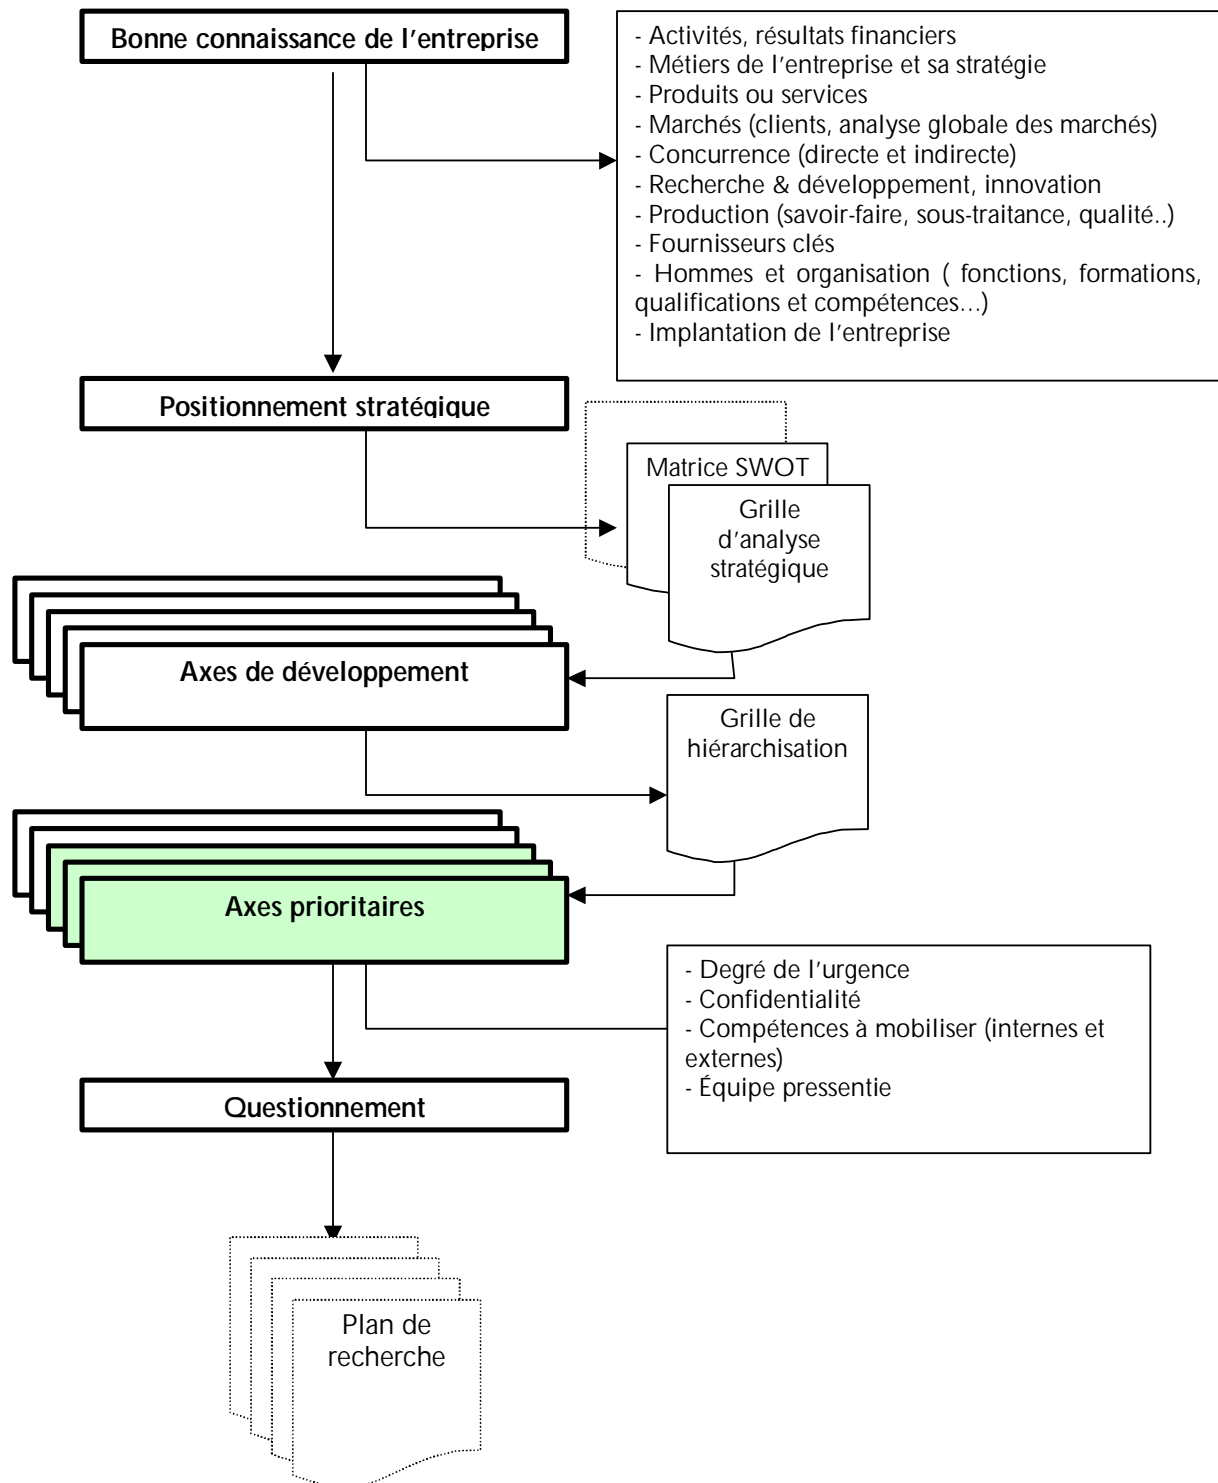 Bonne connaissance de l'entreprise
- Activités, résultats financiers
- Métiers de l'entreprise et sa stratégie
- Produits ou services
- Marchés (clients, analyse globale des marchés)
- Concurrence (directe et indirecte)
- Recherche & développement, innovation
- Production (savoir-faire, sous-traitance, qualité..)
- Fournisseurs clés
- Hommes et organisation ( fonctions, formations,
qualifications et compétences...)
- Implantation de l'entreprise
Positionnement stratégique
Matrice SWOT
Grille
d'analyse
stratégique
Axes de développement
Grille de
hiérarchisation
Axes prioritaires
- Degré de l'urgence
- Confidentialité
- Compétences à mobiliser (internes et
externes)
- Équipe pressentie
Questionnement
Plan de
recherche